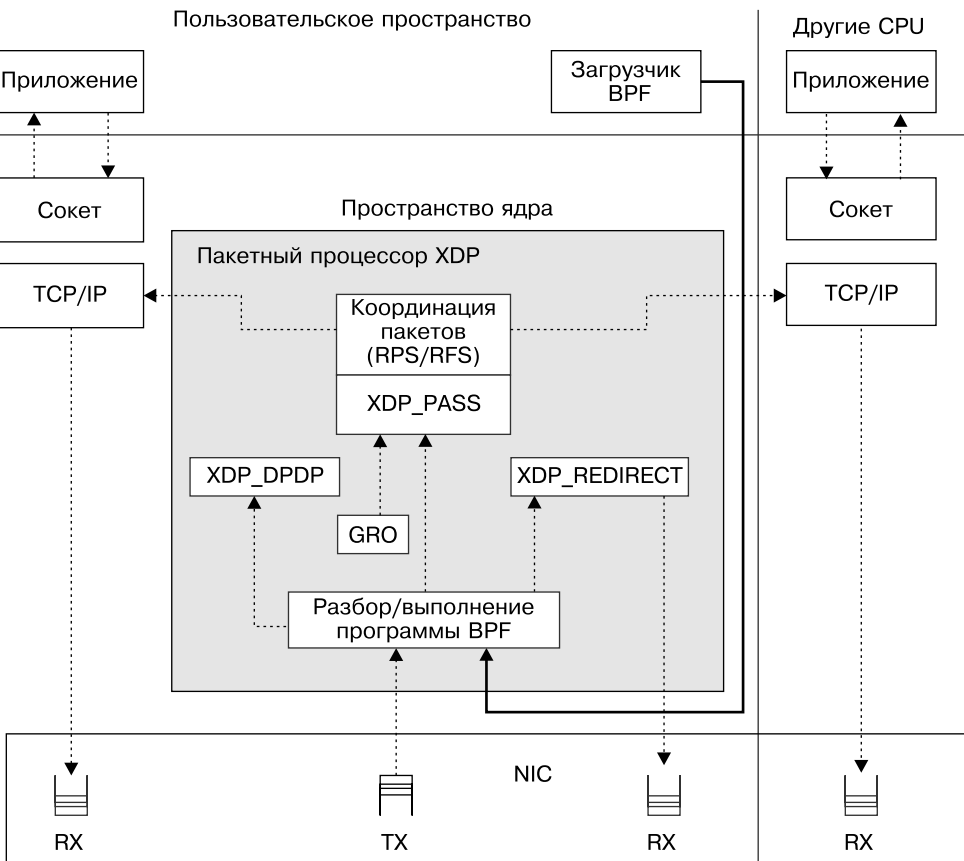 Пользовательское пространство
Другие CPU
Приложение
Загрузчик
BPF
Приложение
Сокет
Сокет
Пространство ядра
Пакетный процессор XDP
TCP/IP
TCP/IP
Координация
пакетов
(RPS/RFS)
XDP_PASS
XDP_DPDP
XDP_REDIRECT
GRO
Разбор/выполнение
программы BPF
NIC
RX
TX
RX
RX